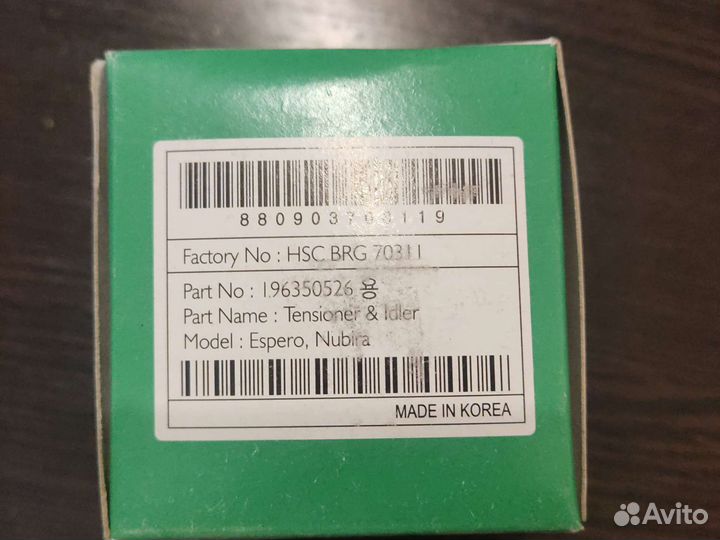 880903700119
Factory No : HSC BRG 70311
Part No : 1.96350526 용
Part Name : Tensioner & Idler
Model : Espero, Nubira
MADE IN KOREA
Avito